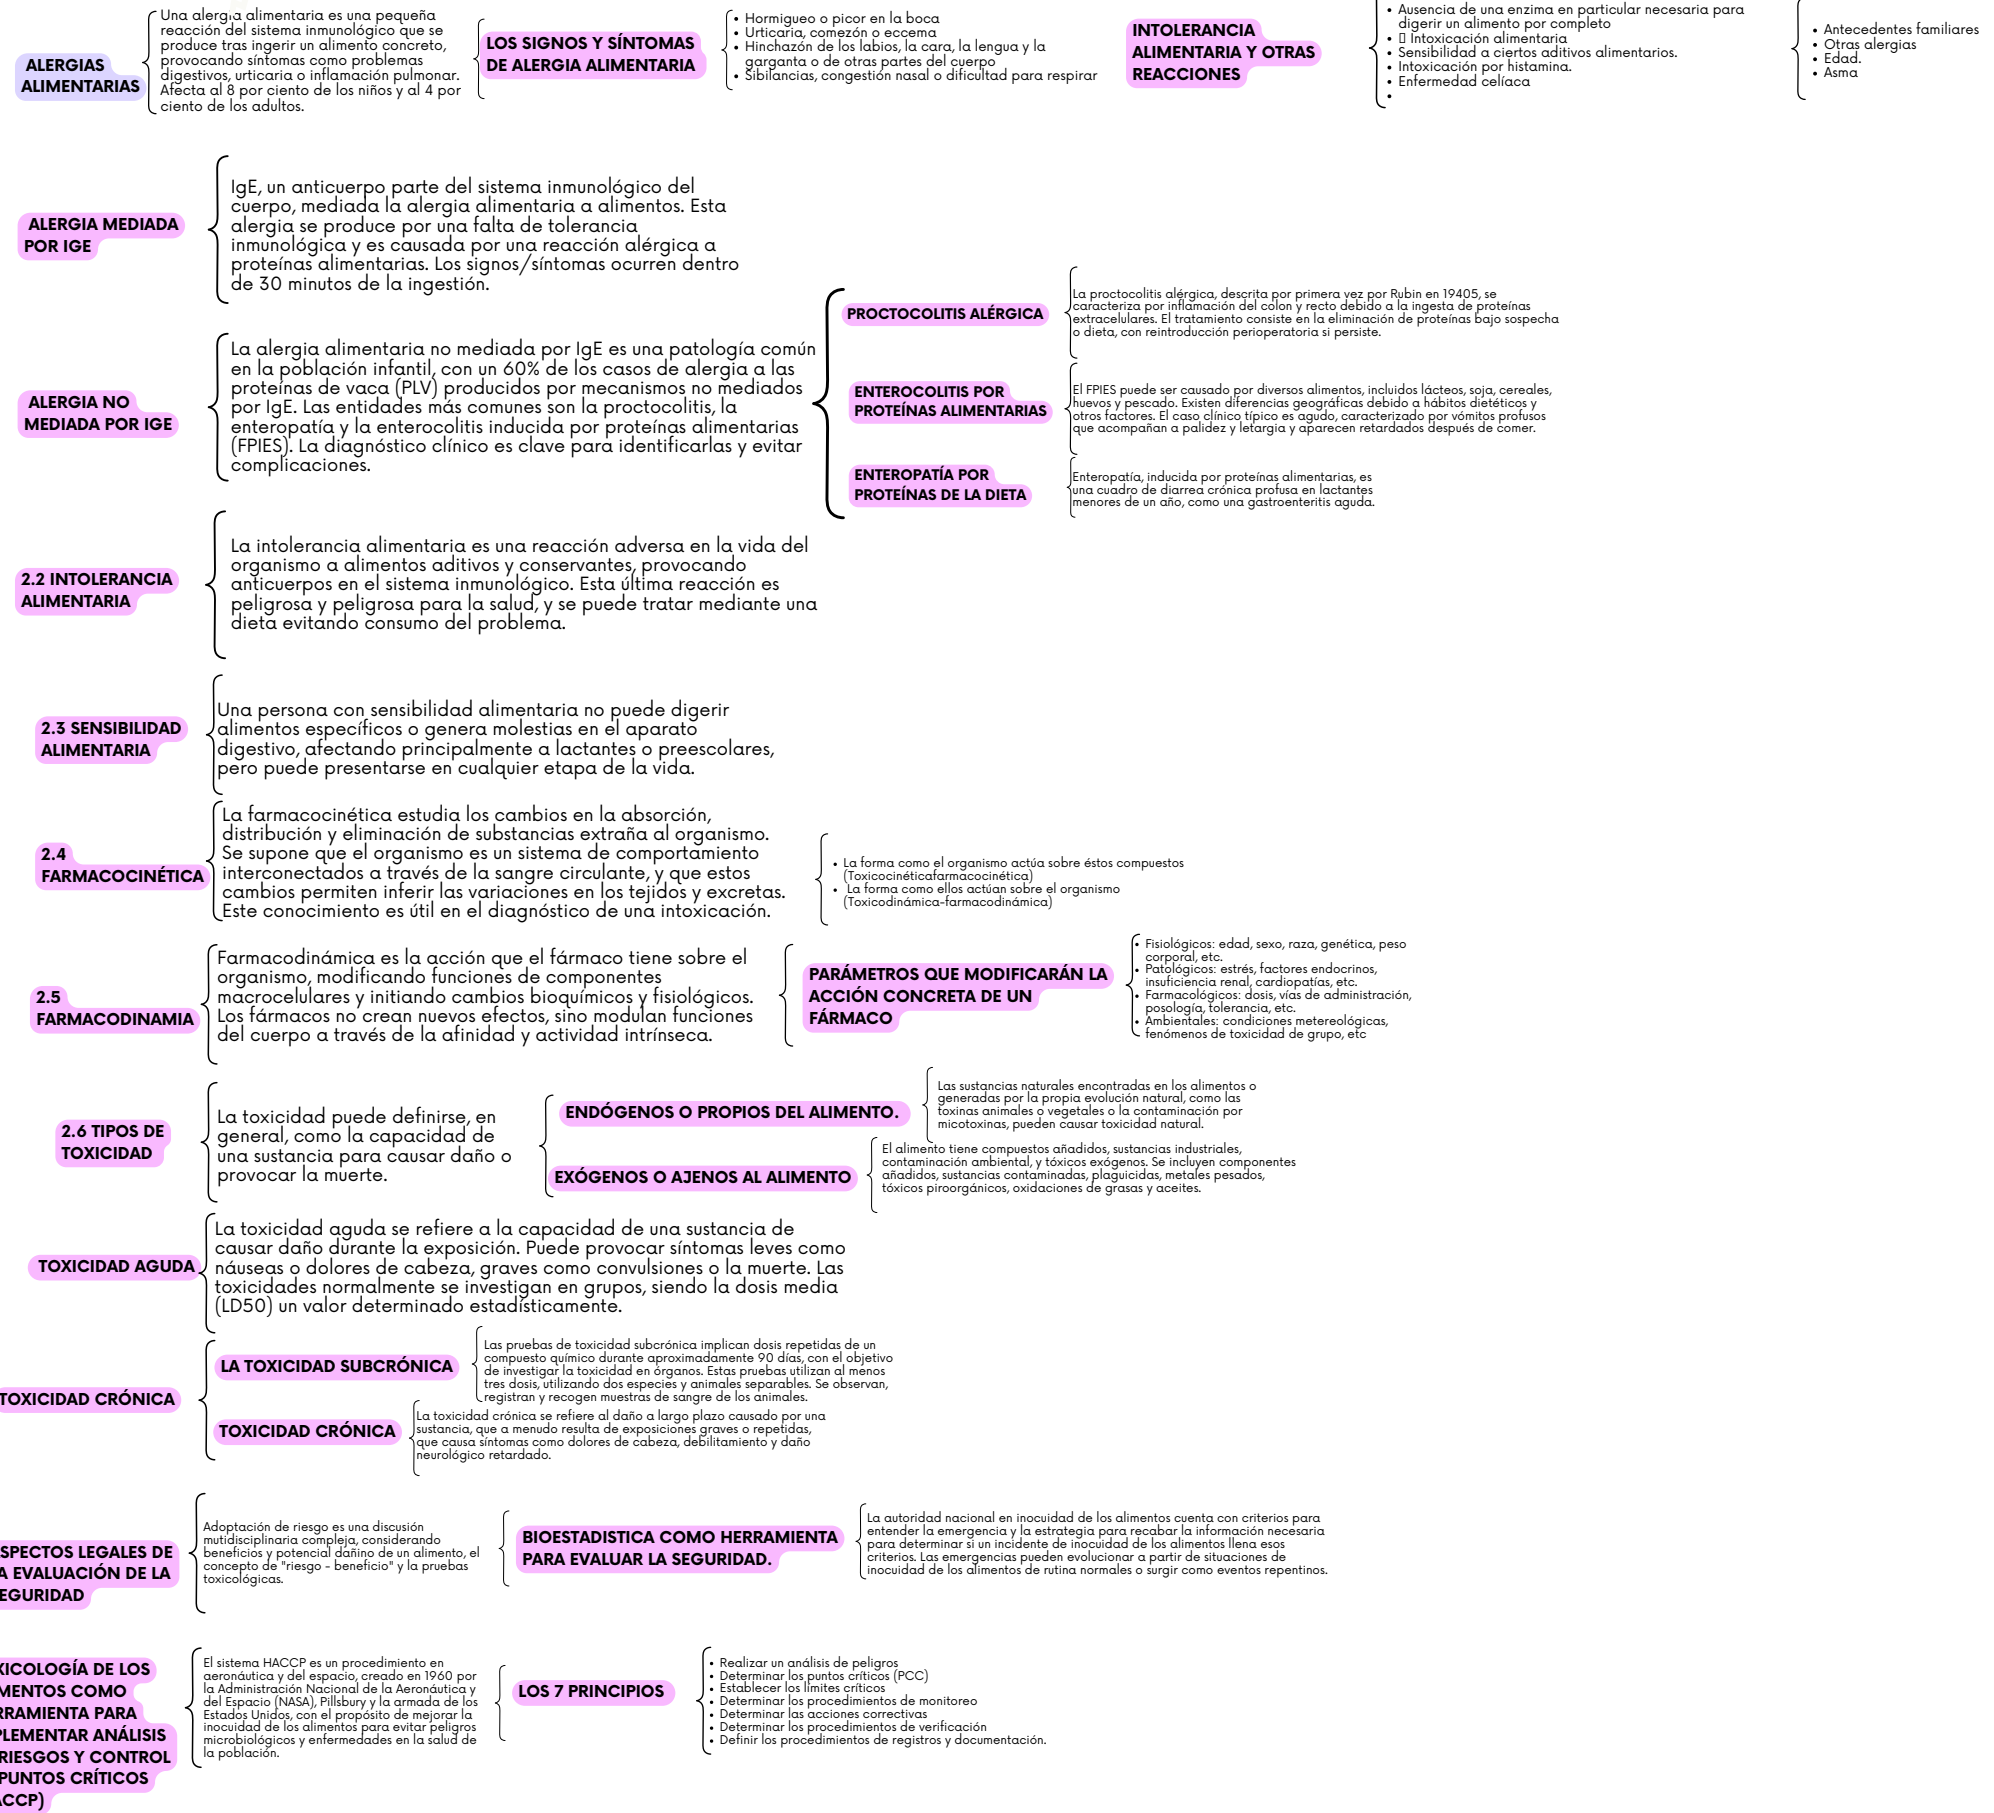 ALERGIAS
ALIMENTARIAS
Una alergia alimentaria es una pequeña
reacción del sistema inmunológico que se
produce tras ingerir un alimento concreto,
provocando síntomas como problemas
digestivos, urticaria o inflamación pulmonar.
Afecta al 8 por ciento de los niños y al 4 por
ciento de los adultos.
LOS SIGNOS Y SÍNTOMAS
DE ALERGIA ALIMENTARIA
• Hormigueo o picor en la boca
• Urticaria, comezón o eccema
• Hinchazón de los labios, la cara, la lengua y la
garganta o de otras partes del cuerpo
• Sibilancias, congestión nasal o dificultad para respirar
INTOLERANCIA
ALIMENTARIA Y OTRAS
REACCIONES
• Ausencia de una enzima en particular necesaria para
digerir un alimento por completo
• Intoxicación alimentaria
• Sensibilidad a ciertos aditivos alimentarios.
• Intoxicación por histamina.
• Enfermedad celíaca
•
• Antecedentes familiares
• Otras alergias
• Edad.
• Asma
ALERGIA MEDIADA
POR IGE
IgE, un anticuerpo parte del sistema inmunológico del
cuerpo, mediada la alergia alimentaria a alimentos. Esta
alergia se produce por una falta de tolerancia
inmunológica y es causada por una reacción alérgica a
proteínas alimentarias. Los signos/síntomas ocurren dentro
de 30 minutos de la ingestión.
ALERGIA NO
MEDIADA POR IGE
La alergia alimentaria no mediada por IgE es una patología común
en la población infantil, con un 60% de los casos de alergia a las
proteínas de vaca (PLV) producidos por mecanismos no mediados
por IgE. Las entidades más comunes son la proctocolitis, la
enteropatía y la enterocolitis inducida por proteínas alimentarias
(FPIES). La diagnóstico clínico es clave para identificarlas y evitar
complicaciones.
PROCTOCOLITIS ALÉRGICA
La proctocolitis alérgica, descrita por primera vez por Rubin en 19405, se
caracteriza por inflamación del colon y recto debido a la ingesta de proteínas
extracelulares. El tratamiento consiste en la eliminación de proteínas bajo sospecha
o dieta, con reintroducción perioperatoria si persiste.
ENTEROCOLITIS POR
PROTEÍNAS ALIMENTARIAS
El FPIES puede ser causado por diversos alimentos, incluidos lácteos, soja, cereales,
huevos y pescado. Existen diferencias geográficas debido a hábitos dietéticos y
otros factores. El caso clínico típico es agudo, caracterizado por vómitos profusos
que acompañan a palidez y letargia y aparecen retardados después de comer.
ENTEROPATÍA POR
PROTEÍNAS DE LA DIETA
Enteropatía, inducida por proteínas alimentarias, es
una cuadro de diarrea crónica profusa en lactantes
menores de un año, como una gastroenteritis aguda.
2.2 INTOLERANCIA
ALIMENTARIA
La intolerancia alimentaria es una reacción adversa en la vida del
organismo a alimentos aditivos y conservantes, provocando
anticuerpos en el sistema inmunológico. Esta última reacción es
peligrosa y peligrosa para la salud, y se puede tratar mediante una
dieta evitando consumo del problema.
2.3 SENSIBILIDAD
ALIMENTARIA
Una persona con sensibilidad alimentaria no puede digerir
alimentos específicos o genera molestias en el aparato
digestivo, afectando principalmente a lactantes o preescolares,
pero puede presentarse en cualquier etapa de la vida.
2.4
FARMACOCINÉTICA
La farmacocinética estudia los cambios en la absorción,
distribución y eliminación de substancias extraña al organismo.
Se supone que el organismo es un sistema de comportamiento
interconectados a través de la sangre circulante, y que estos
cambios permiten inferir las variaciones en los tejidos y excretas.
Este conocimiento es útil en el diagnóstico de una intoxicación.
• La forma como el organismo actúa sobre éstos compuestos
(Toxicocinéticafarmacocinética)
• La forma como ellos actúan sobre el organismo
(Toxicodinámica-farmacodinámica)
2.5
FARMACODINAMIA
Farmacodinámica es la acción que el fármaco tiene sobre el
organismo, modificando funciones de componentes
macrocelulares y initiando cambios bioquímicos y fisiológicos.
Los fármacos no crean nuevos efectos, sino modulan funciones
del cuerpo a través de la afinidad y actividad intrínseca.
PARÁMETROS QUE MODIFICARÁN LA
ACCIÓN CONCRETA DE UN
FÁRMACO
• Fisiológicos: edad, sexo, raza, genética, peso
corporal, etc.
• Patológicos: estrés, factores endocrinos,
insuficiencia renal, cardiopatías, etc.
• Farmacológicos: dosis, vías de administración,
posología, tolerancia, etc.
• Ambientales: condiciones metereológicas,
fenómenos de toxicidad de grupo, etc
2.6 TIPOS DE
TOXICIDAD
La toxicidad puede definirse, en
general, como la capacidad de
una sustancia para causar daño o
provocar la muerte.
ENDÓGENOS O PROPIOS DEL ALIMENTO.
Las sustancias naturales encontradas en los alimentos o
generadas por la propia evolución natural, como las
toxinas animales o vegetales o la contaminación por
micotoxinas, pueden causar toxicidad natural.
EXÓGENOS O AJENOS AL ALIMENTO
El alimento tiene compuestos añadidos, sustancias industriales,
contaminación ambiental, y tóxicos exógenos. Se incluyen componentes
añadidos, sustancias contaminadas, plaguicidas, metales pesados,
tóxicos piroorgánicos, oxidaciones de grasas y aceites.
TOXICIDAD AGUDA
La toxicidad aguda se refiere a la capacidad de una sustancia de
causar daño durante la exposición. Puede provocar síntomas leves como
náuseas o dolores de cabeza, graves como convulsiones o la muerte. Las
toxicidades normalmente se investigan en grupos, siendo la dosis media
(LD50) un valor determinado estadísticamente.
TOXICIDAD CRÓNICA
LA TOXICIDAD SUBCRÓNICA
Las pruebas de toxicidad subcrónica implican dosis repetidas de un
compuesto químico durante aproximadamente 90 días, con el objetivo
de investigar la toxicidad en órganos. Estas pruebas utilizan al menos
tres dosis, utilizando dos especies y animales separables. Se observan,
registran y recogen muestras de sangre de los animales.
TOXICIDAD CRÓNICA
La toxicidad crónica se refiere al daño a largo plazo causado por una
sustancia, que a menudo resulta de exposiciones graves o repetidas,
que causa síntomas como dolores de cabeza, debilitamiento y daño
neurológico retardado.
SPECTOS LEGALES DE
A EVALUACIÓN DE LA
EGURIDAD
Adoptación de riesgo es una discusión
mutidisciplinaria compleja, considerando
beneficios y potencial dañino de un alimento, el
concepto de "riesgo - beneficio" y la pruebas
toxicológicas.
BIOESTADISTICA COMO HERRAMIENTA
PARA EVALUAR LA SEGURIDAD.
La autoridad nacional en inocuidad de los alimentos cuenta con criterios para
entender la emergencia y la estrategia para recabar la información necesaria
para determinar si un incidente de inocuidad de los alimentos llena esos
criterios. Las emergencias pueden evolucionar a partir de situaciones de
inocuidad de los alimentos de rutina normales o surgir como eventos repentinos.
XICOLOGÍA DE LOS
MENTOS COMO
RRAMIENTA PARA
PLEMENTAR ANÁLISIS
RIESGOS Y CONTROL
PUNTOS CRÍTICOS
ACCP)
El sistema HACCP es un procedimiento en
aeronáutica y del espacio, creado en 1960 por
la Administración Nacional de la Aeronáutica y
del Espacio (NASA), Pillsbury y la armada de los
Estados Unidos, con el propósito de mejorar la
inocuidad de los alimentos para evitar peligros
microbiológicos y enfermedades en la salud de
la población.
LOS 7 PRINCIPIOS
• Realizar un análisis de peligros
• Determinar los puntos críticos (PCC)
• Establecer los límites críticos
• Determinar los procedimientos de monitoreo
• Determinar las acciones correctivas
• Determinar los procedimientos de verificación
• Definir los procedimientos de registros y documentación.